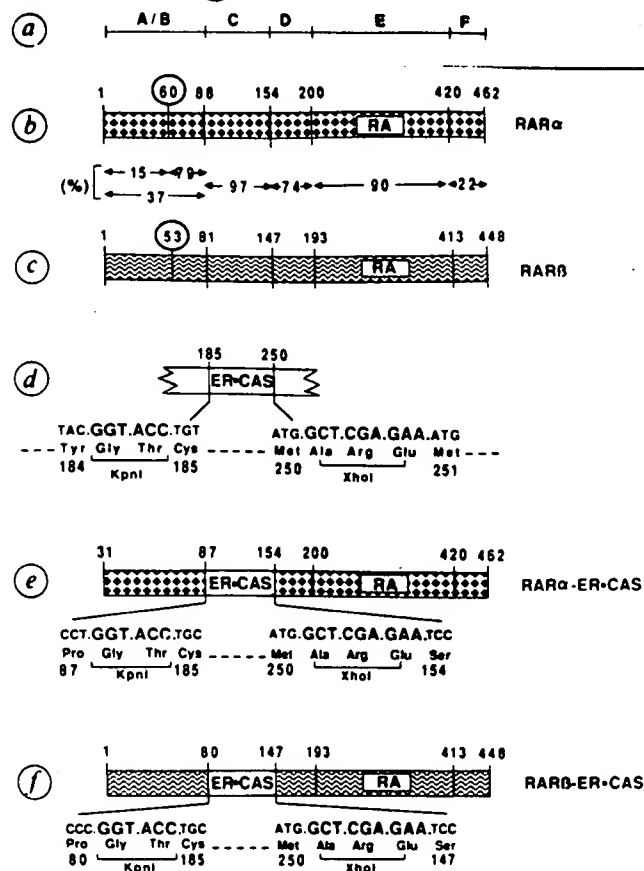 a A/B C D E F
1 60 88 154 200 420 462
b RA RARα
(%) 15 79 97 74 90 22
37
1 53 81 147 193 413 448
c RA RARß
185 250
d ER•CAS
TAC.GGT.ACC.TGT ATG.GCT.CGA.GAA.ATG
Tyr Gly Thr Cys Met Ala Arg Glu Met
184 KpnI 185 250 XhoI 251
31 87 154 200 420 462
e ER•CAS RA RARα-ER•CAS
CCT.GGT.ACC.TGC ATG.GCT.CGA.GAA.TCC
Pro Gly Thr Cys Met Ala Arg Glu Ser
87 KpnI 185 250 XhoI 154
1 80 147 193 413 448
f ER•CAS RA RARß-ER•CAS
CCC.GGT.ACC.TGC ATG.GCT.CGA.GAA.TCC
Pro Gly Thr Cys Met Ala Arg Glu Ser
80 KpnI 185 250 XhoI 147